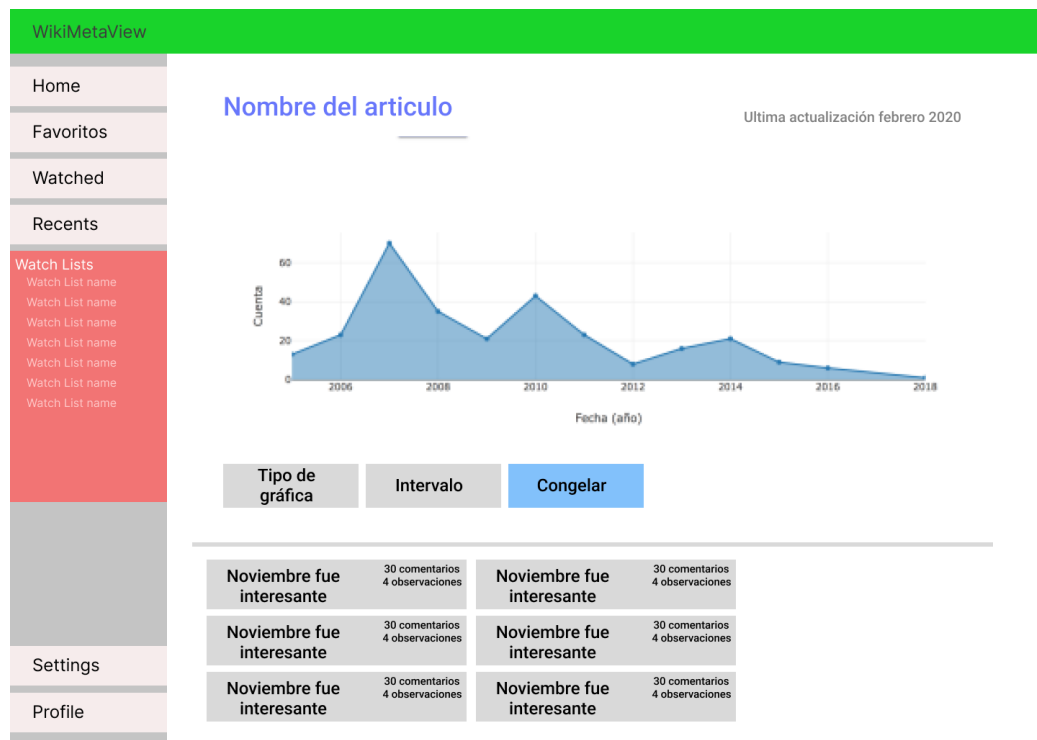 WikiMetaView
Home
Favoritos
Watched
Recents
Watch Lists
Watch List name
Watch List name
Watch List name
Watch List name
Watch List name
Watch List name
Watch List name
Settings
Profile
Nombre del articulo
Ultima actualización febrero 2020
Cuenta
60
40
20
0
2006 2008 2010 2012 2014 2016 2018
Fecha (año)
Tipo de
gráfica
Intervalo
Congelar
Noviembre fue
interesante
30 comentarios
4 observaciones
Noviembre fue
interesante
30 comentarios
4 observaciones
Noviembre fue
interesante
30 comentarios
4 observaciones
Noviembre fue
interesante
30 comentarios
4 observaciones
Noviembre fue
interesante
30 comentarios
4 observaciones
Noviembre fue
interesante
30 comentarios
4 observaciones